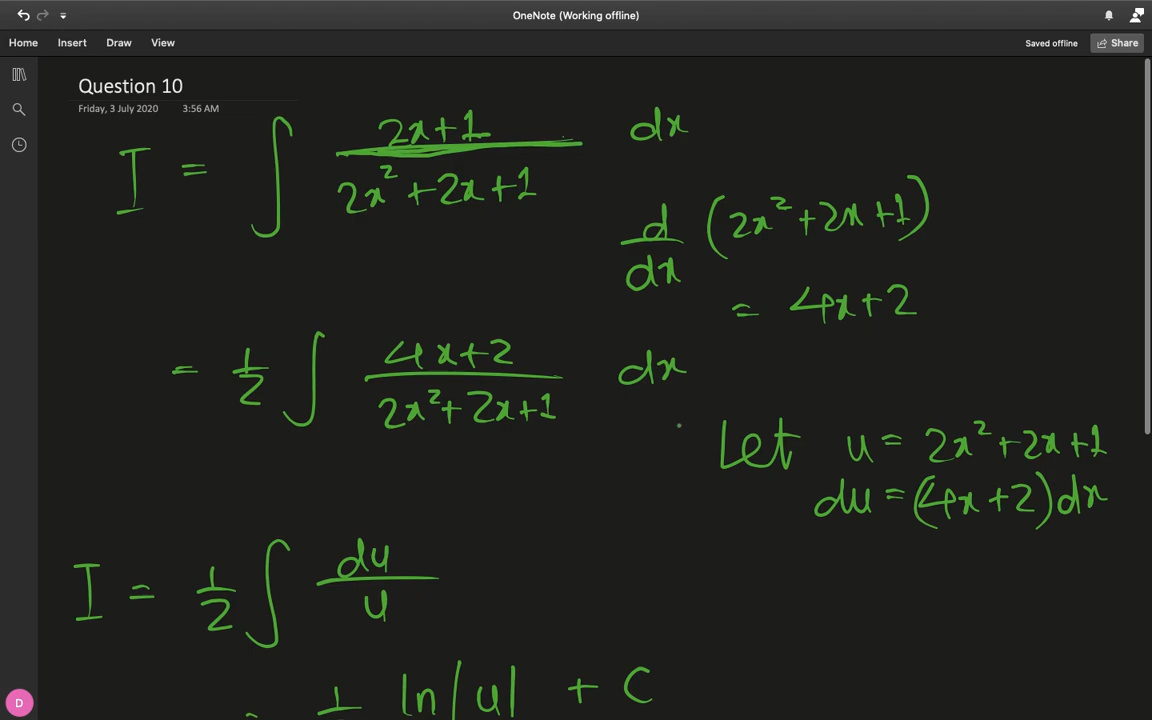 OneNote (Working offline)
Home Insert Draw View
Saved offline Share
Question 10
Friday, 3 July 2020 3:56 AM
I = ∫ (2x+1)/(2x²+2x+1) dx
d/dx (2x²+2x+1)
= 4x+2
= 1/2 ∫ (4x+2)/(2x²+2x+1) dx
Let u = 2x²+2x+1
du = (4x+2)dx
I = 1/2 ∫ du/u
= 1/ ln|u| + C
D